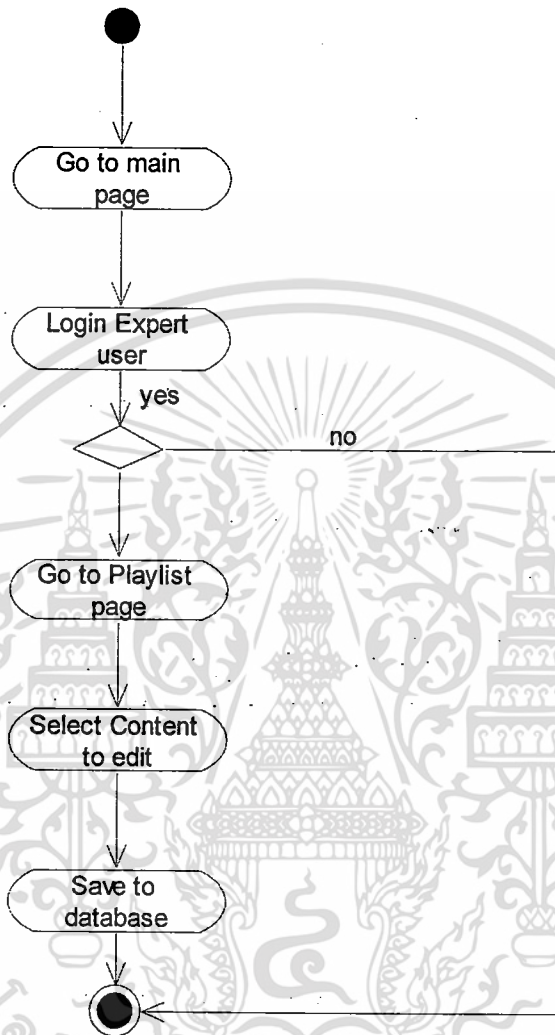 Go to main
page
Login Expert
user
yes
no
Go to Playlist
page
Select Content
to edit
Save to
database